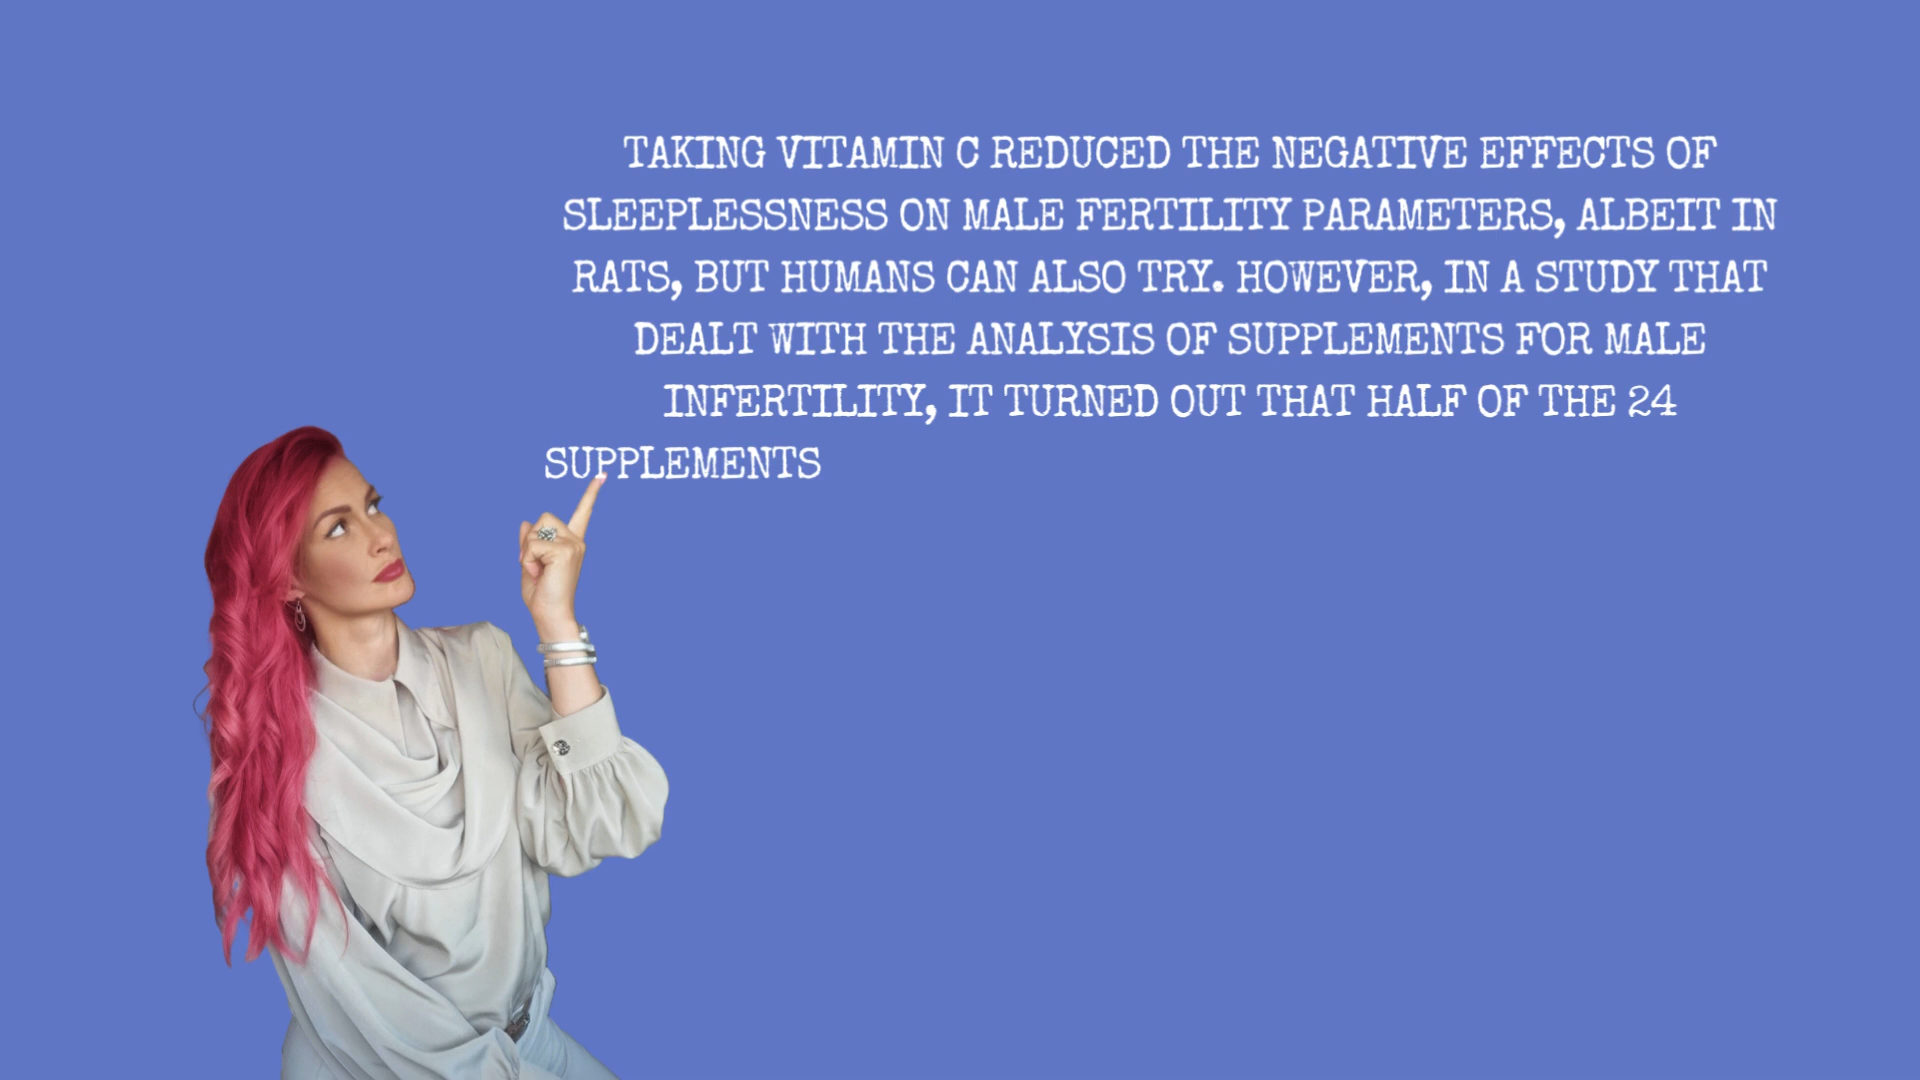 TAKING VITAMIN C REDUCED THE NEGATIVE EFFECTS OF
SLEEPLESSNESS ON MALE FERTILITY PARAMETERS, ALBEIT IN
RATS, BUT HUMANS CAN ALSO TRY. HOWEVER, IN A STUDY THAT
DEALT WITH THE ANALYSIS OF SUPPLEMENTS FOR MALE
INFERTILITY, IT TURNED OUT THAT HALF OF THE 24
SUPPLEMENTS